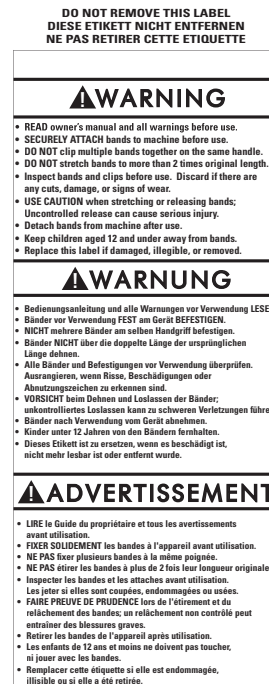 DO NOT REMOVE THIS LABEL
DIESE ETIKETT NICHT ENTFERNEN
NE PAS RETIRER CETTE ETIQUETTE
WARNING
• READ owner's manual and all warnings before use.
• SECURELY ATTACH bands to machine before use.
• DO NOT clip multiple bands together on the same handle.
• DO NOT stretch bands to more than 2 times original length.
• Inspect bands and clips before use. Discard if there are
any cuts, damage, or signs of wear.
• USE CAUTION when stretching or releasing bands;
Uncontrolled release can cause serious injury.
• Detach bands from machine after use.
• Keep children aged 12 and under away from bands.
• Replace this label if damaged, illegible, or removed.
WARNUNG
• Bedienungsanleitung und alle Warnungen vor Verwendung LESE
• Bänder vor Verwendung FEST am Gerät BEFESTIGEN.
• NICHT mehrere Bänder am selben Handgriff befestigen.
• Bänder NICHT über die doppelte Länge der ursprünglichen
Länge dehnen.
• Alle Bänder und Befestigungen vor Verwendung überprüfen.
Ausrangieren, wenn Risse, Beschädigungen oder
Abnutzungszeichen zu erkennen sind.
• VORSICHT beim Dehnen und Loslassen der Bänder;
unkontrolliertes Loslassen kann zu schweren Verletzungen führe
• Bänder nach Verwendung vom Gerät abnehmen.
• Kinder unter 12 Jahren von den Bändern fernhalten.
• Dieses Etikett ist zu ersetzen, wenn es beschädigt ist,
nicht mehr lesbar ist oder entfernt wurde.
ADVERTISSEMENT
• LIRE le Guide du propriétaire et tous les avertissements
avant utilisation.
• FIXER SOLIDEMENT les bandes à l'appareil avant utilisation.
• NE PAS fixer plusieurs bandes à la même poignée.
• NE PAS étirer les bandes à plus de 2 fois leur longueur originale
• Inspecter les bandes et les attaches avant utilisation.
Les jeter si elles sont coupées, endommagées ou usées.
• FAIRE PREUVE DE PRUDENCE lors de l'étirement et du
relâchement des bandes; un relâchement non contrôlé peut
entraîner des blessures graves.
• Retirer les bandes de l'appareil après utilisation.
• Les enfants de 12 ans et moins ne doivent pas toucher,
ni jouer avec les bandes.
• Remplacer cette étiquette si elle est endommagée,
illisible ou si elle a été retirée.